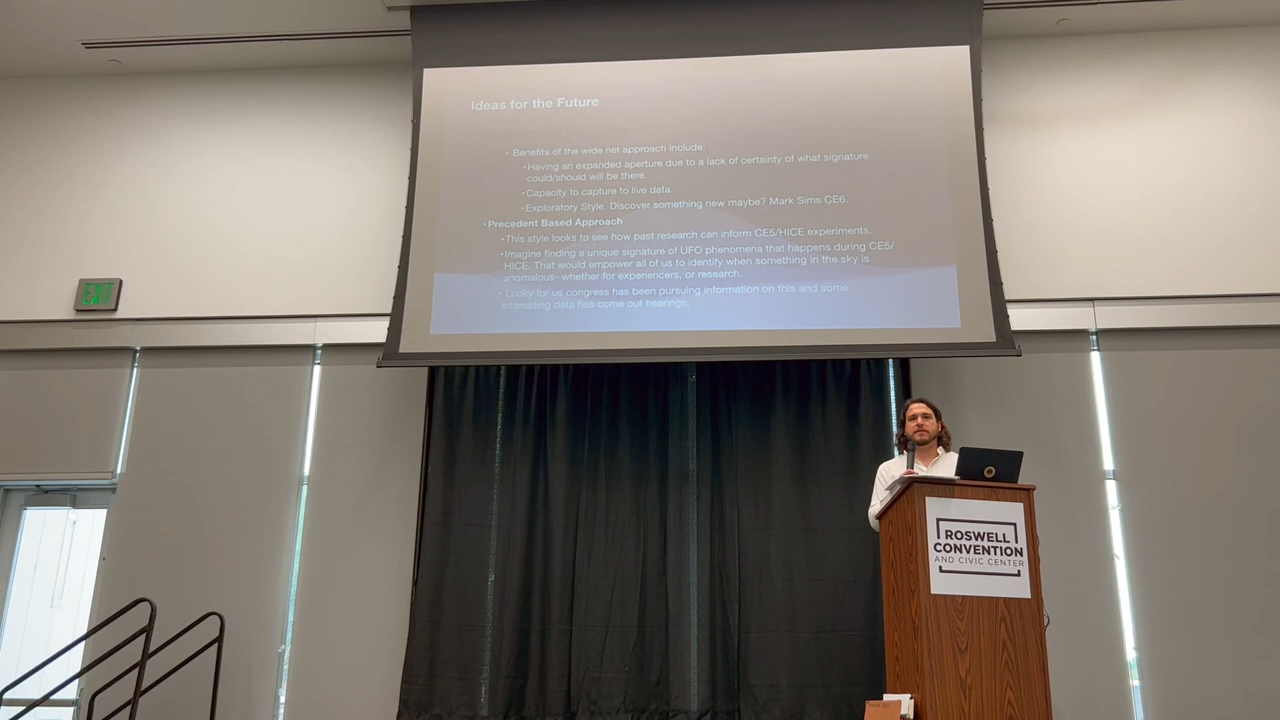 Ideas for the Future
• Benefits of the wide net approach include:
•Having an expanded aperture due to a lack of certainty of what signature
could/should will be there.
•Capacity to capture to live data.
•Exploratory Style. Discover something new maybe? Mark Sims CE6.
•Precedent Based Approach
•This style looks to see how past research can inform CE5/HICE experiments.
•Imagine finding a unique signature of UFO phenomena that happens during CE5/
HICE. That would empower all of us to identify when something in the sky is
anomalous- whether for experiencers, or research.
• Lucky for us congress has been pursuing information on this and some
interesting data has come out hearings.
EXIT
ROSWELL
CONVENTION
AND CIVIC CENTER